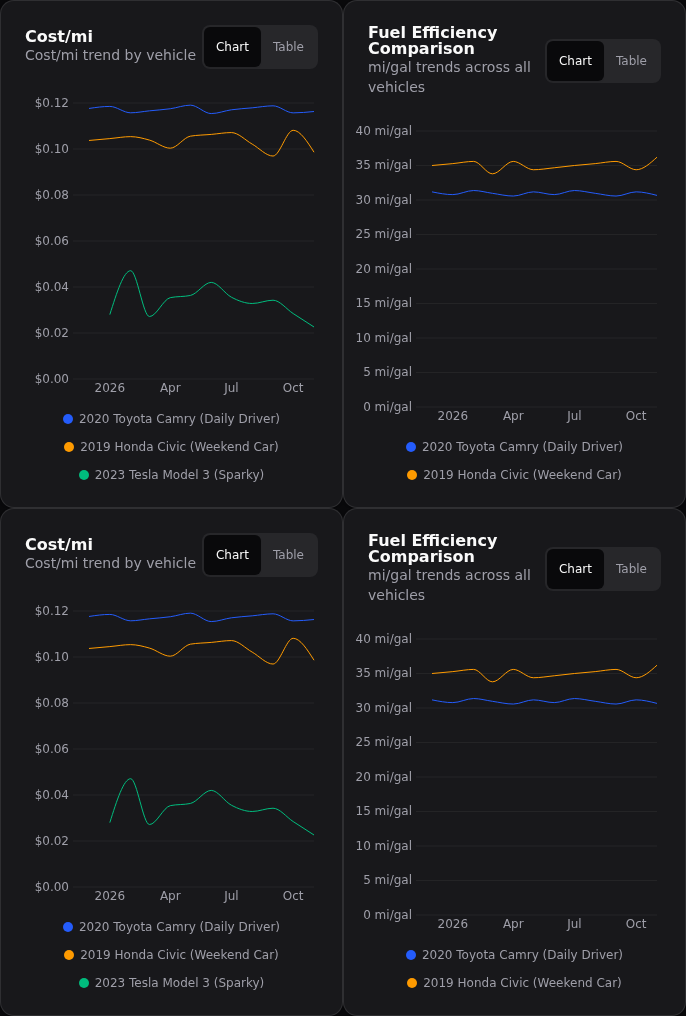 Cost/mi
Cost/mi trend by vehicle
Chart
Table
$0.12
$0.10
$0.08
$0.06
$0.04
$0.02
$0.00
2026
Apr
Jul
Oct
2020 Toyota Camry (Daily Driver)
2019 Honda Civic (Weekend Car)
2023 Tesla Model 3 (Sparky)
Fuel Efficiency
Comparison
mi/gal trends across all
vehicles
Chart
Table
40 mi/gal
35 mi/gal
30 mi/gal
25 mi/gal
20 mi/gal
15 mi/gal
10 mi/gal
5 mi/gal
0 mi/gal
2026
Apr
Jul
Oct
2020 Toyota Camry (Daily Driver)
2019 Honda Civic (Weekend Car)
Cost/mi
Cost/mi trend by vehicle
Chart
Table
$0.12
$0.10
$0.08
$0.06
$0.04
$0.02
$0.00
2026
Apr
Jul
Oct
2020 Toyota Camry (Daily Driver)
2019 Honda Civic (Weekend Car)
2023 Tesla Model 3 (Sparky)
Fuel Efficiency
Comparison
mi/gal trends across all
vehicles
Chart
Table
40 mi/gal
35 mi/gal
30 mi/gal
25 mi/gal
20 mi/gal
15 mi/gal
10 mi/gal
5 mi/gal
0 mi/gal
2026
Apr
Jul
Oct
2020 Toyota Camry (Daily Driver)
2019 Honda Civic (Weekend Car)